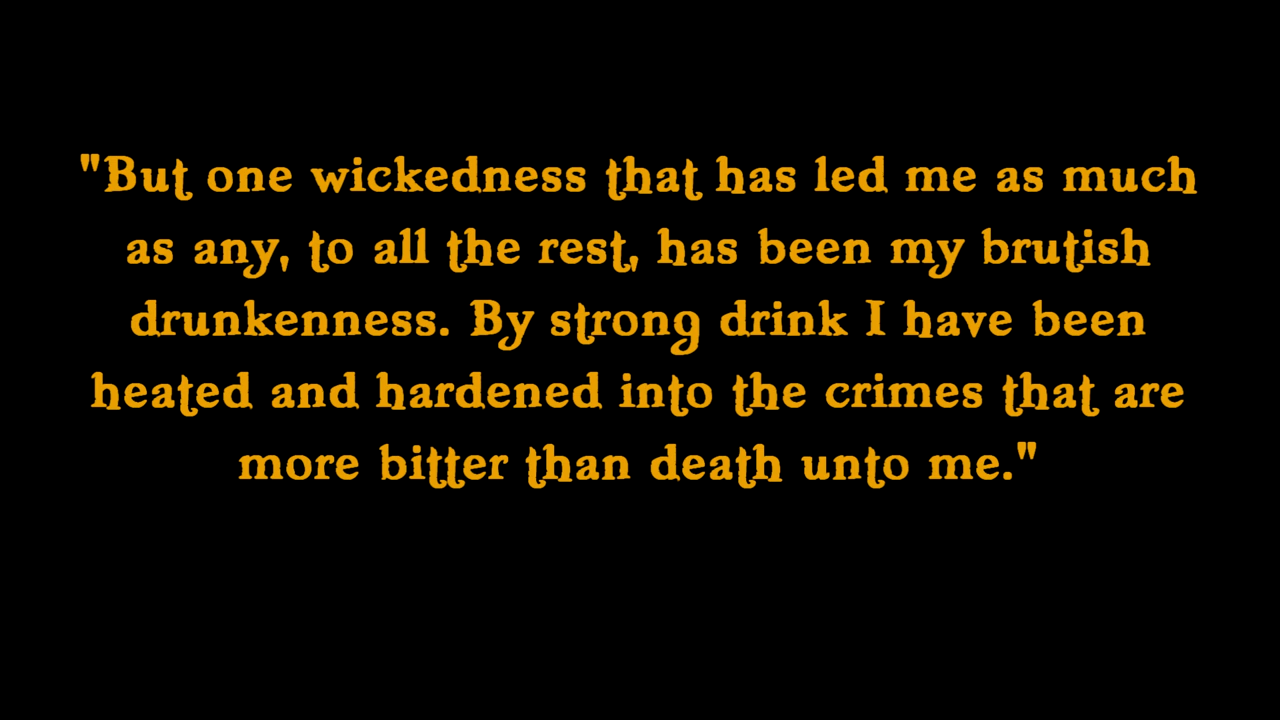 "But one wickedness that has led me as much
as any, to all the rest, has been my brutish
drunkenness. By strong drink I have been
heated and hardened into the crimes that are
more bitter than death unto me."